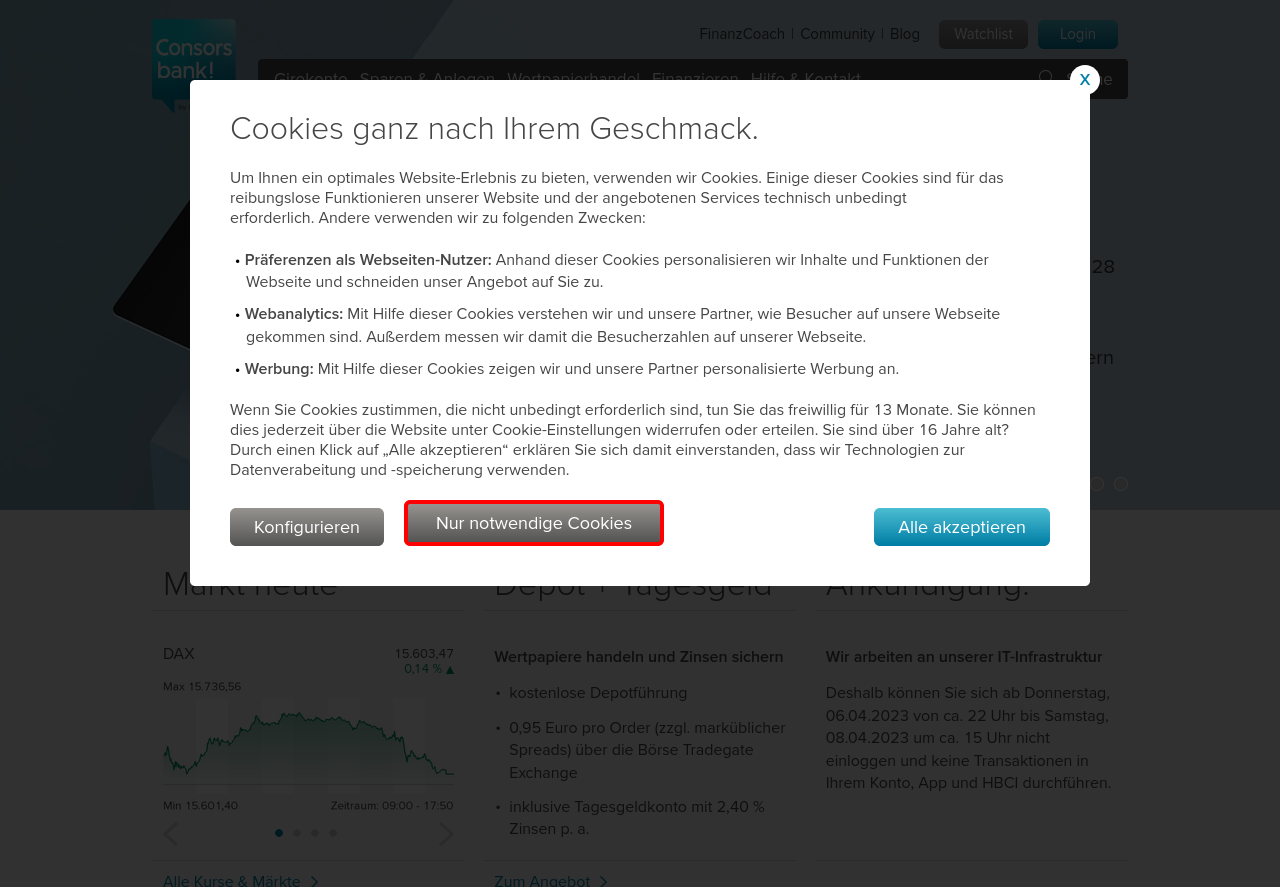 Consors
bank!
FinanzCoach | Community | Blog
Watchlist
Login
Girokonto Sparen & Anlegen Wertpapierhandel Finanzieren Hilfe & Kontakt
X
Cookies ganz nach Ihrem Geschmack.
Um Ihnen ein optimales Website-Erlebnis zu bieten, verwenden wir Cookies. Einige dieser Cookies sind für das
reibungslose Funktionieren unserer Website und der angebotenen Services technisch unbedingt
erforderlich. Andere verwenden wir zu folgenden Zwecken:
• Präferenzen als Webseiten-Nutzer: Anhand dieser Cookies personalisieren wir Inhalte und Funktionen der
Webseite und schneiden unser Angebot auf Sie zu.
• Webanalytics: Mit Hilfe dieser Cookies verstehen wir und unsere Partner, wie Besucher auf unsere Webseite
gekommen sind. Außerdem messen wir damit die Besucherzahlen auf unserer Webseite.
• Werbung: Mit Hilfe dieser Cookies zeigen wir und unsere Partner personalisierte Werbung an.
Wenn Sie Cookies zustimmen, die nicht unbedingt erforderlich sind, tun Sie das freiwillig für 13 Monate. Sie können
dies jederzeit über die Website unter Cookie-Einstellungen widerrufen oder erteilen. Sie sind über 16 Jahre alt?
Durch einen Klick auf „Alle akzeptieren“ erklären Sie sich damit einverstanden, dass wir Technologien zur
Datenverabeitung und -speicherung verwenden.
Konfigurieren
Nur notwendige Cookies
Alle akzeptieren
28
Markt heute
Depot + Tagesgeld
Ankündigung:
DAX
15.603,47
0,14 %
Max 15.736,56
Min 15.601,40
Zeitraum: 09:00 - 17:50
Alle Kurse & Märkte
Wertpapiere handeln und Zinsen sichern
• kostenlose Depotführung
• 0,95 Euro pro Order (zzgl. marküblicher
Spreads) über die Börse Tradegate
Exchange
• inklusive Tagesgeldkonto mit 2,40 %
Zinsen p. a.
Zum Angebot
Wir arbeiten an unserer IT-Infrastruktur
Deshalb können Sie sich ab Donnerstag,
06.04.2023 von ca. 22 Uhr bis Samstag,
08.04.2023 um ca. 15 Uhr nicht
einloggen und keine Transaktionen in
Ihrem Konto, App und HBCI durchführen.